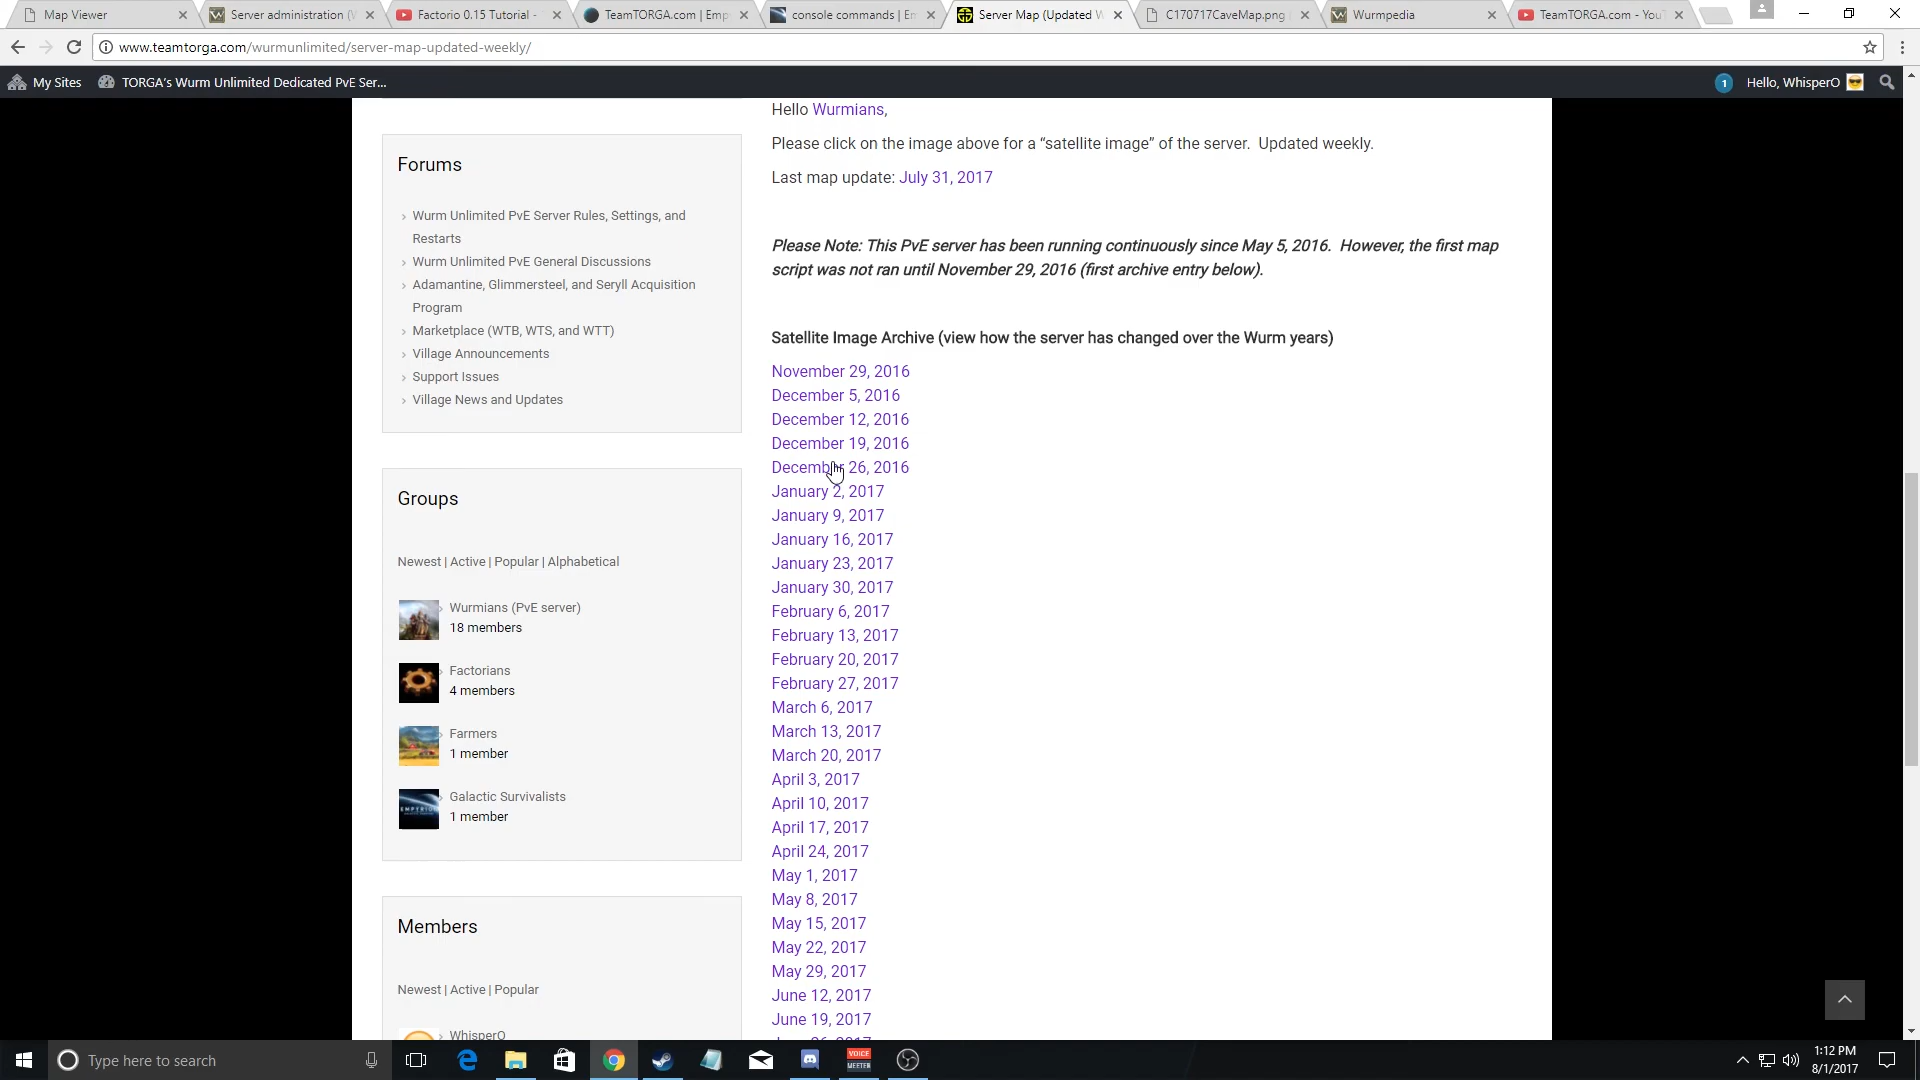 Map Viewer
Server administration (W
Factorio 0.15 Tutorial -
TeamTORGA.com | Emp
console commands | Em
Server Map (Updated W
C170717CaveMap.png
Wurmpedia
TeamTORGA.com - YouT
www.teamtorga.com/wurmunlimited/server-map-updated-weekly/
My Sites
TORGA's Wurm Unlimited Dedicated PvE Ser...
1
Hello, WhisperO
Forums
› Wurm Unlimited PvE Server Rules, Settings, and
Restarts
› Wurm Unlimited PvE General Discussions
› Adamantine, Glimmersteel, and Seryll Acquisition
Program
› Marketplace (WTB, WTS, and WTT)
› Village Announcements
› Support Issues
› Village News and Updates
Groups
Newest | Active | Popular | Alphabetical
Wurmians (PvE server)
18 members
Factorians
4 members
Farmers
1 member
Galactic Survivalists
1 member
Members
Newest | Active | Popular
WhisperO
Hello Wurmians,
Please click on the image above for a “satellite image” of the server.  Updated weekly.
Last map update: July 31, 2017
Please Note: This PvE server has been running continuously since May 5, 2016.  However, the first map
script was not ran until November 29, 2016 (first archive entry below).
Satellite Image Archive (view how the server has changed over the Wurm years)
November 29, 2016
December 5, 2016
December 12, 2016
December 19, 2016
December 26, 2016
January 2, 2017
January 9, 2017
January 16, 2017
January 23, 2017
January 30, 2017
February 6, 2017
February 13, 2017
February 20, 2017
February 27, 2017
March 6, 2017
March 13, 2017
March 20, 2017
April 3, 2017
April 10, 2017
April 17, 2017
April 24, 2017
May 1, 2017
May 8, 2017
May 15, 2017
May 22, 2017
May 29, 2017
June 12, 2017
June 19, 2017
Type here to search
VOICE
MEETER
1:12 PM
8/1/2017